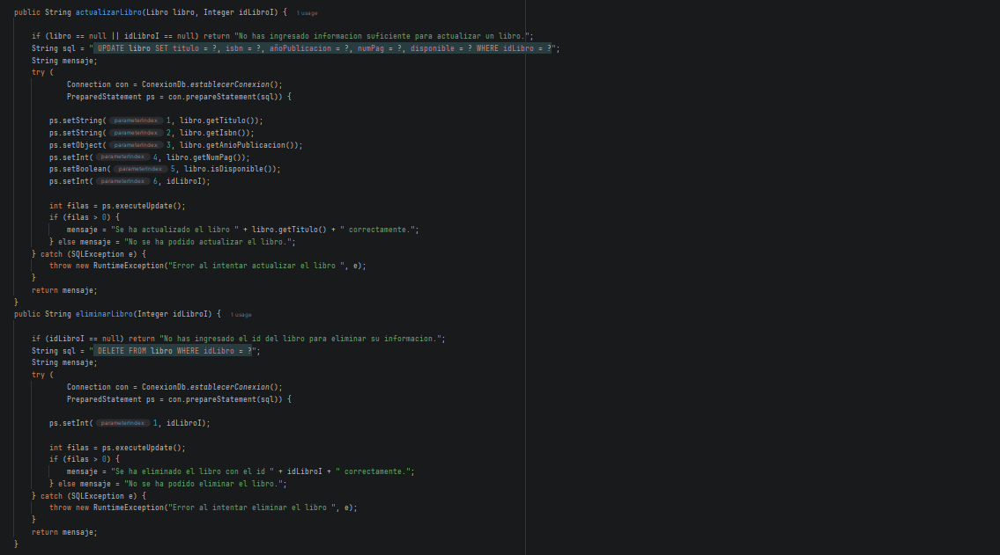 public String actualizarLibro(Libro libro, Integer idLibroI) { 1 usage
if (libro == null || idLibroI == null) return "No has ingresado informacion suficiente para actualizar un libro.";
String sql = " UPDATE libro SET titulo = ?, isbn = ?, añoPublicacion = ?, numPag = ?, disponible = ? WHERE idLibro = ?";
String mensaje;
try (
Connection con = ConexionDb.establecerConexion();
PreparedStatement ps = con.prepareStatement(sql)) {
ps.setString( parameterIndex: 1, libro.getTitulo());
ps.setString( parameterIndex: 2, libro.getIsbn());
ps.setObject( parameterIndex: 3, libro.getAnioPublicacion());
ps.setInt( parameterIndex: 4, libro.getNumPag());
ps.setBoolean( parameterIndex: 5, libro.isDisponible());
ps.setInt( parameterIndex: 6, idLibroI);
int filas = ps.executeUpdate();
if (filas > 0) {
mensaje = "Se ha actualizado el libro " + libro.getTitulo() + " correctamente.";
} else mensaje = "No se ha podido actualizar el libro.";
} catch (SQLException e) {
throw new RuntimeException("Error al intentar actualizar el libro ", e);
}
return mensaje;
}
public String eliminarLibro(Integer idLibroI) { 1 usage
if (idLibroI == null) return "No has ingresado el id del libro para eliminar su informacion.";
String sql = " DELETE FROM libro WHERE idLibro = ?";
String mensaje;
try (
Connection con = ConexionDb.establecerConexion();
PreparedStatement ps = con.prepareStatement(sql)) {
ps.setInt( parameterIndex: 1, idLibroI);
int filas = ps.executeUpdate();
if (filas > 0) {
mensaje = "Se ha eliminado el libro con el id " + idLibroI + " correctamente.";
} else mensaje = "No se ha podido eliminar el libro.";
} catch (SQLException e) {
throw new RuntimeException("Error al intentar eliminar el libro ", e);
}
return mensaje;
}